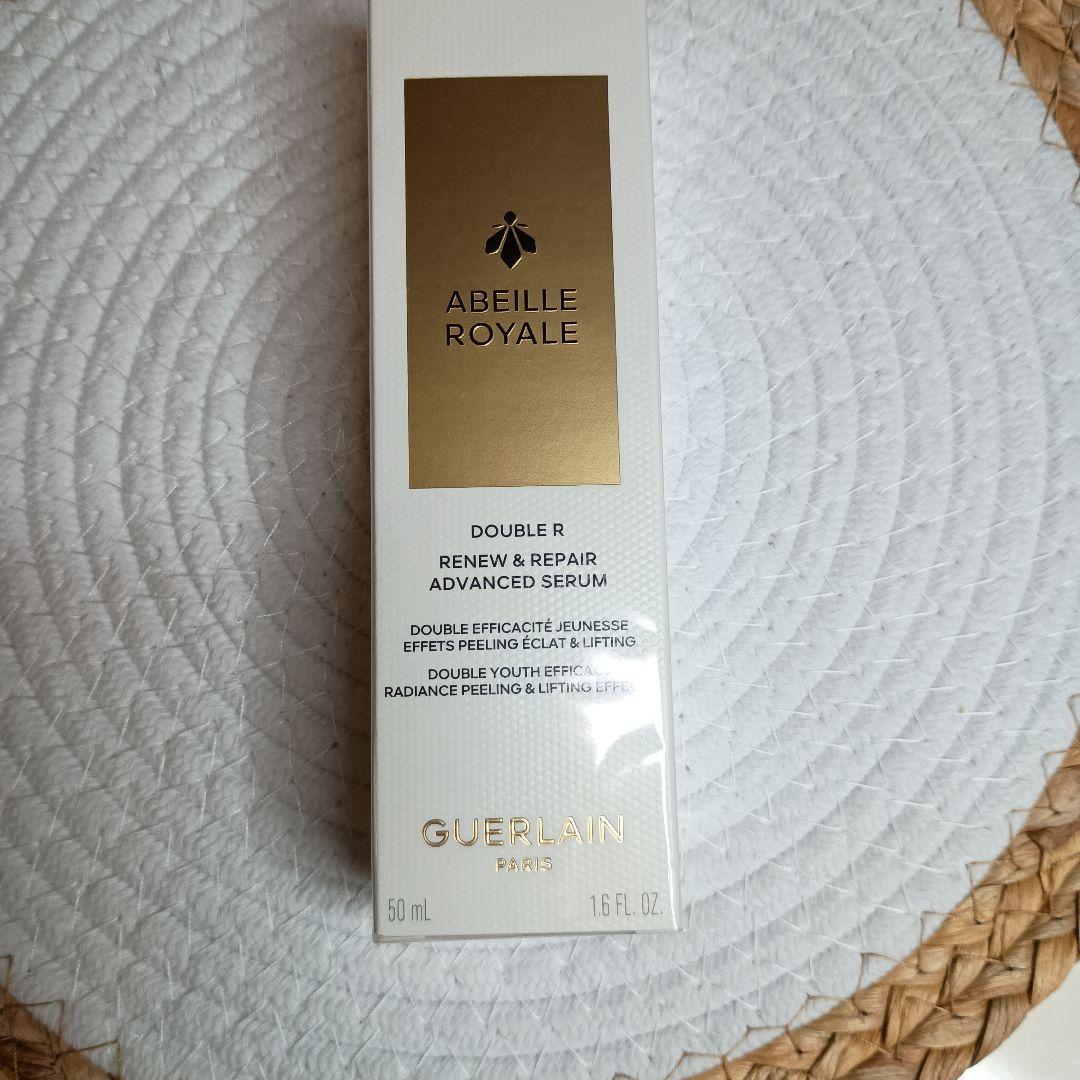 ABEILLE
ROYALE
DOUBLE R
RENEW & REPAIR
ADVANCED SERUM
DOUBLE EFFICACITÉ JEUNESSE
EFFETS PEELING ÉCLAT & LIFTING
DOUBLE YOUTH
RADIANCE PEELING & LIFTING
GUERLAIN
PARIS
50 mL
1.6 FL. OZ.